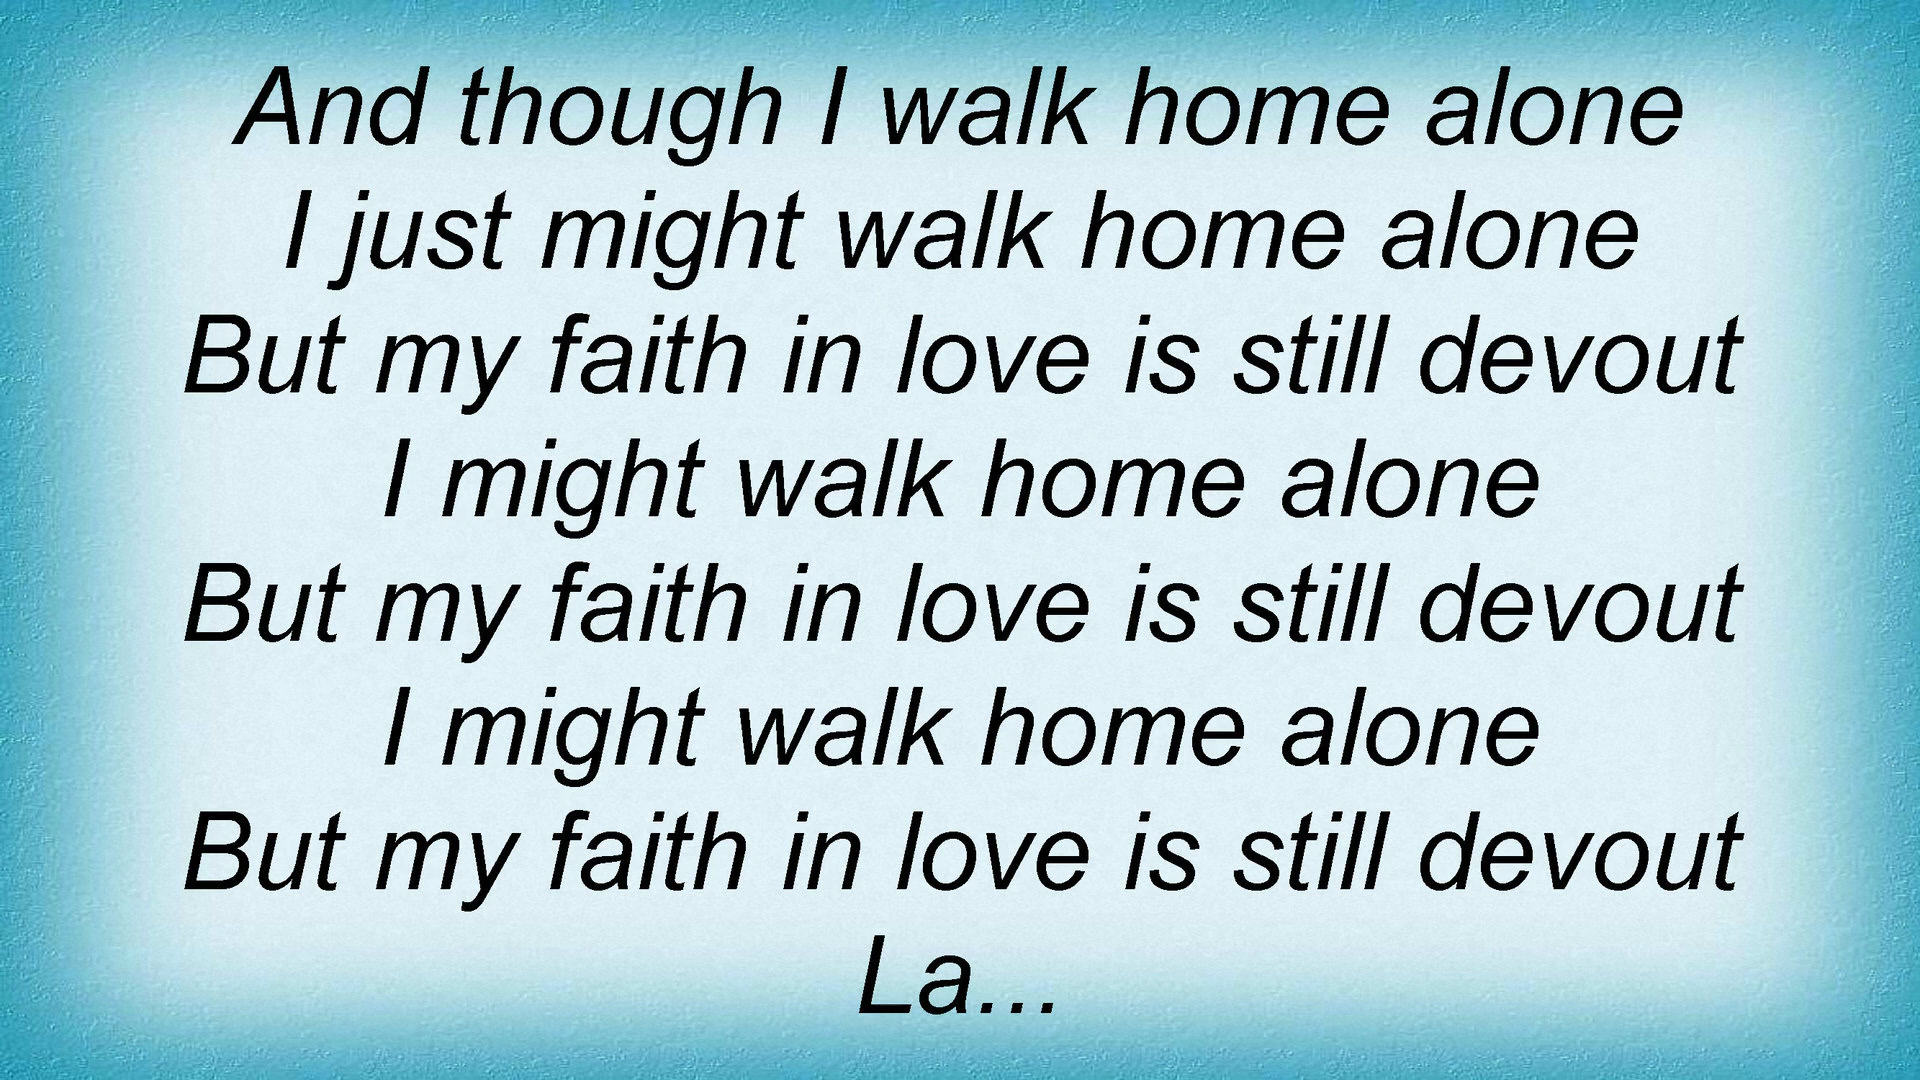 And though I walk home alone
I just might walk home alone
But my faith in love is still devout
I might walk home alone
But my faith in love is still devout
I might walk home alone
But my faith in love is still devout
La...